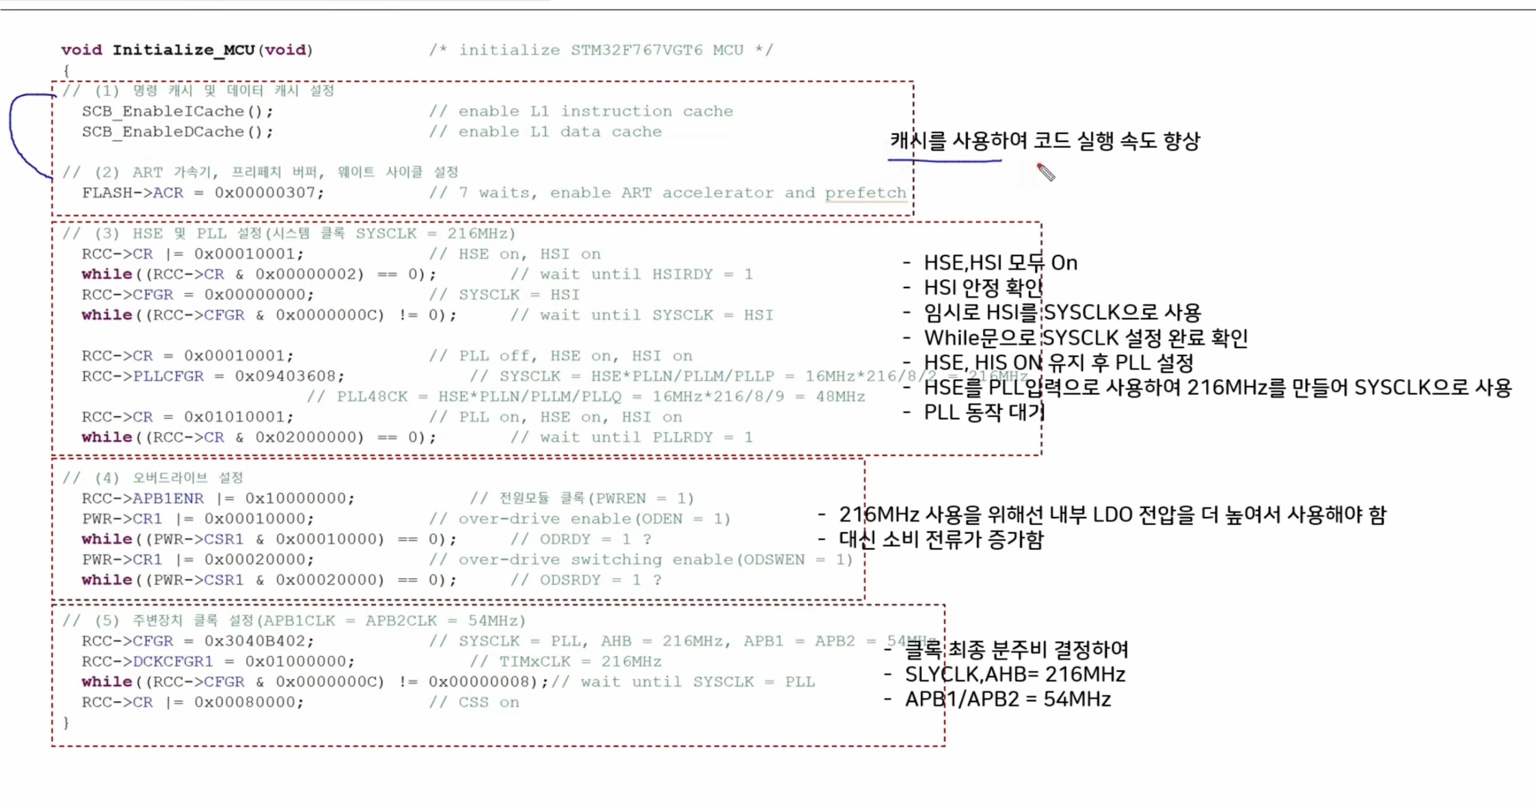 void Initialize_MCU(void) /* initialize STM32F767VGT6 MCU */
{
// (1) 명령 캐시 및 데이터 캐시 설정
SCB_EnableICache(); // enable L1 instruction cache
SCB_EnableDCache(); // enable L1 data cache
캐시를 사용하여 코드 실행 속도 향상
// (2) ART 가속기, 프리페치 버퍼, 웨이트 사이클 설정
FLASH->ACR = 0x00000307; // 7 waits, enable ART accelerator and prefetch
// (3) HSE 및 PLL 설정(시스템 클록 SYSCLK = 216MHz)
RCC->CR |= 0x00010001; // HSE on, HSI on
while((RCC->CR & 0x00000002) == 0); // wait until HSIRDY = 1
RCC->CFGR = 0x00000000; // SYSCLK = HSI
while((RCC->CFGR & 0x0000000C) != 0); // wait until SYSCLK = HSI
RCC->CR = 0x00010001; // PLL off, HSE on, HSI on
RCC->PLLCFGR = 0x09403608; // SYSCLK = HSE*PLLN/PLLM/PLLP = 16MHz*216/8/2 = 216MHz
// PLL48CK = HSE*PLLN/PLLM/PLLQ = 16MHz*216/8/9 = 48MHz
RCC->CR = 0x01010001; // PLL on, HSE on, HSI on
while((RCC->CR & 0x02000000) == 0); // wait until PLLRDY = 1
- HSE,HSI 모두 On
- HSI 안정 확인
- 임시로 HSI를 SYSCLK으로 사용
- While문으로 SYSCLK 설정 완료 확인
- HSE, HIS ON 유지 후 PLL 설정
- HSE를 PLL입력으로 사용하여 216MHz를 만들어 SYSCLK으로 사용
- PLL 동작 대기
// (4) 오버드라이브 설정
RCC->APB1ENR |= 0x10000000; // 전원모듈 클록(PWREN = 1)
PWR->CR1 |= 0x00010000; // over-drive enable(ODEN = 1)
while((PWR->CSR1 & 0x00010000) == 0); // ODRDY = 1 ?
PWR->CR1 |= 0x00020000; // over-drive switching enable(ODSWEN = 1)
while((PWR->CSR1 & 0x00020000) == 0); // ODSRDY = 1 ?
- 216MHz 사용을 위해선 내부 LDO 전압을 더 높여서 사용해야 함
- 대신 소비 전류가 증가함
// (5) 주변장치 클록 설정(APB1CLK = APB2CLK = 54MHz)
RCC->CFGR = 0x3040B402; // SYSCLK = PLL, AHB = 216MHz, APB1 = APB2 = 54MHz
RCC->DCKCFGR1 = 0x01000000; // TIMxCLK = 216MHz
while((RCC->CFGR & 0x0000000C) != 0x00000008);// wait until SYSCLK = PLL
RCC->CR |= 0x00080000; // CSS on
}
- 클록 최종 분주비 결정하여
- SLYCLK,AHB= 216MHz
- APB1/APB2 = 54MHz